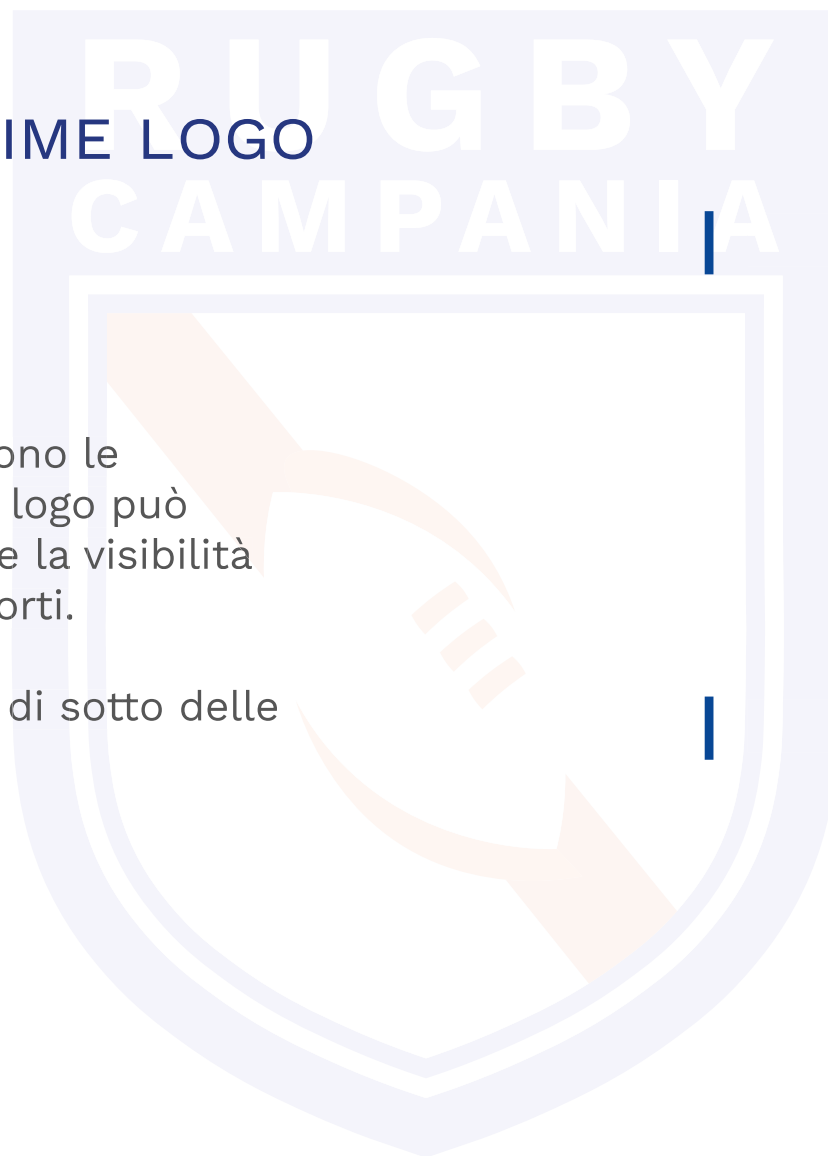 RUGBY
IME LOGO
CAMPANIA
ono le
logo può
e la visibilità
orti.
di sotto delle